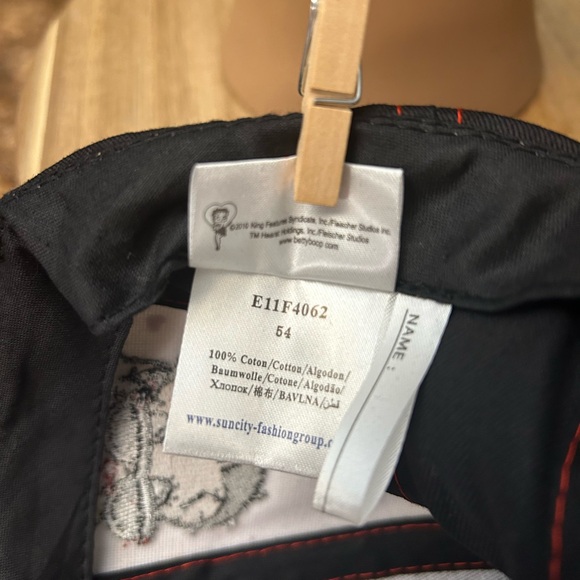 ©2010 King Features Syndicate, Inc./Fleischer Studios Inc.
TM Hearst Holdings, Inc./Fleischer Studios
www.bettyboop.com
E11F4062
54
100% Coton/Cotton/Algodon/
Baumwolle/Cotone/Algodão/
Хлопок/棉布/BAVLNA/قطن
www.suncity-fashiongroup.
NAME :